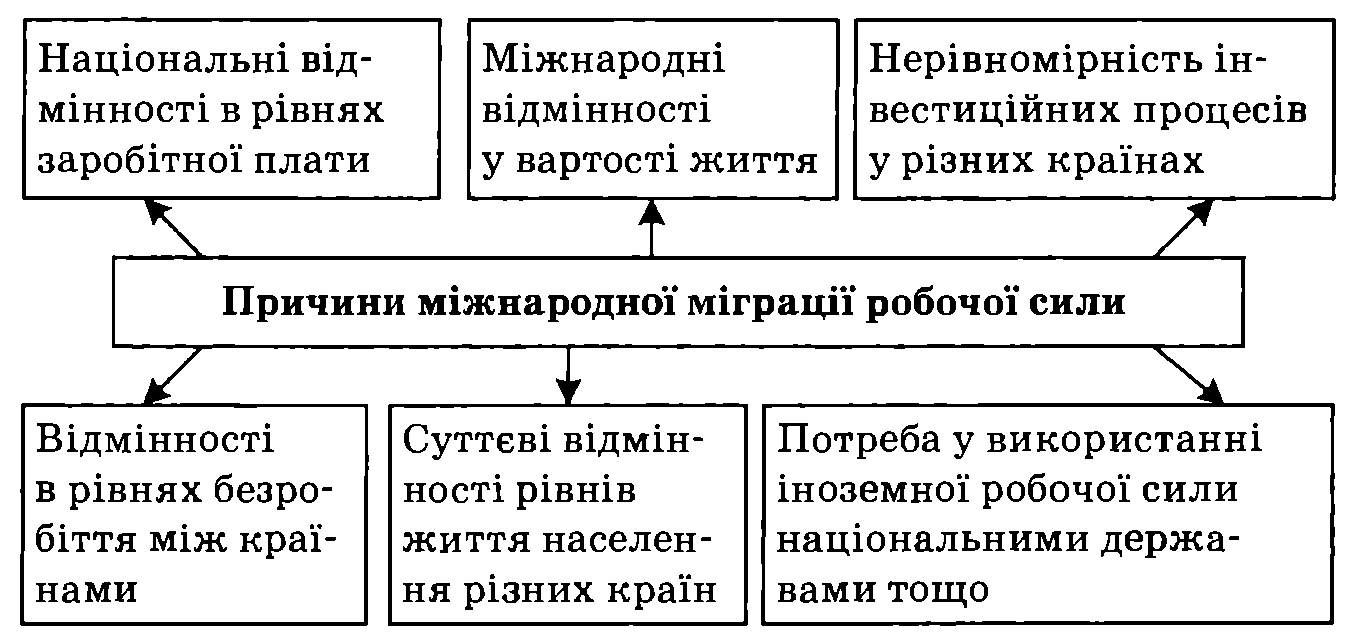 Національні від-
мінності в рівнях
заробітної плати
Міжнародні
відмінності
у вартості життя
Нерівномірність ін-
вестиційних процесів
у різних країнах
Причини міжнародної міграції робочої сили
Відмінності
в рівнях безро-
біття між краї-
нами
Суттєві відмін-
ності рівнів
життя населен-
ня різних країн
Потреба у використанні
іноземної робочої сили
національними держа-
вами тощо